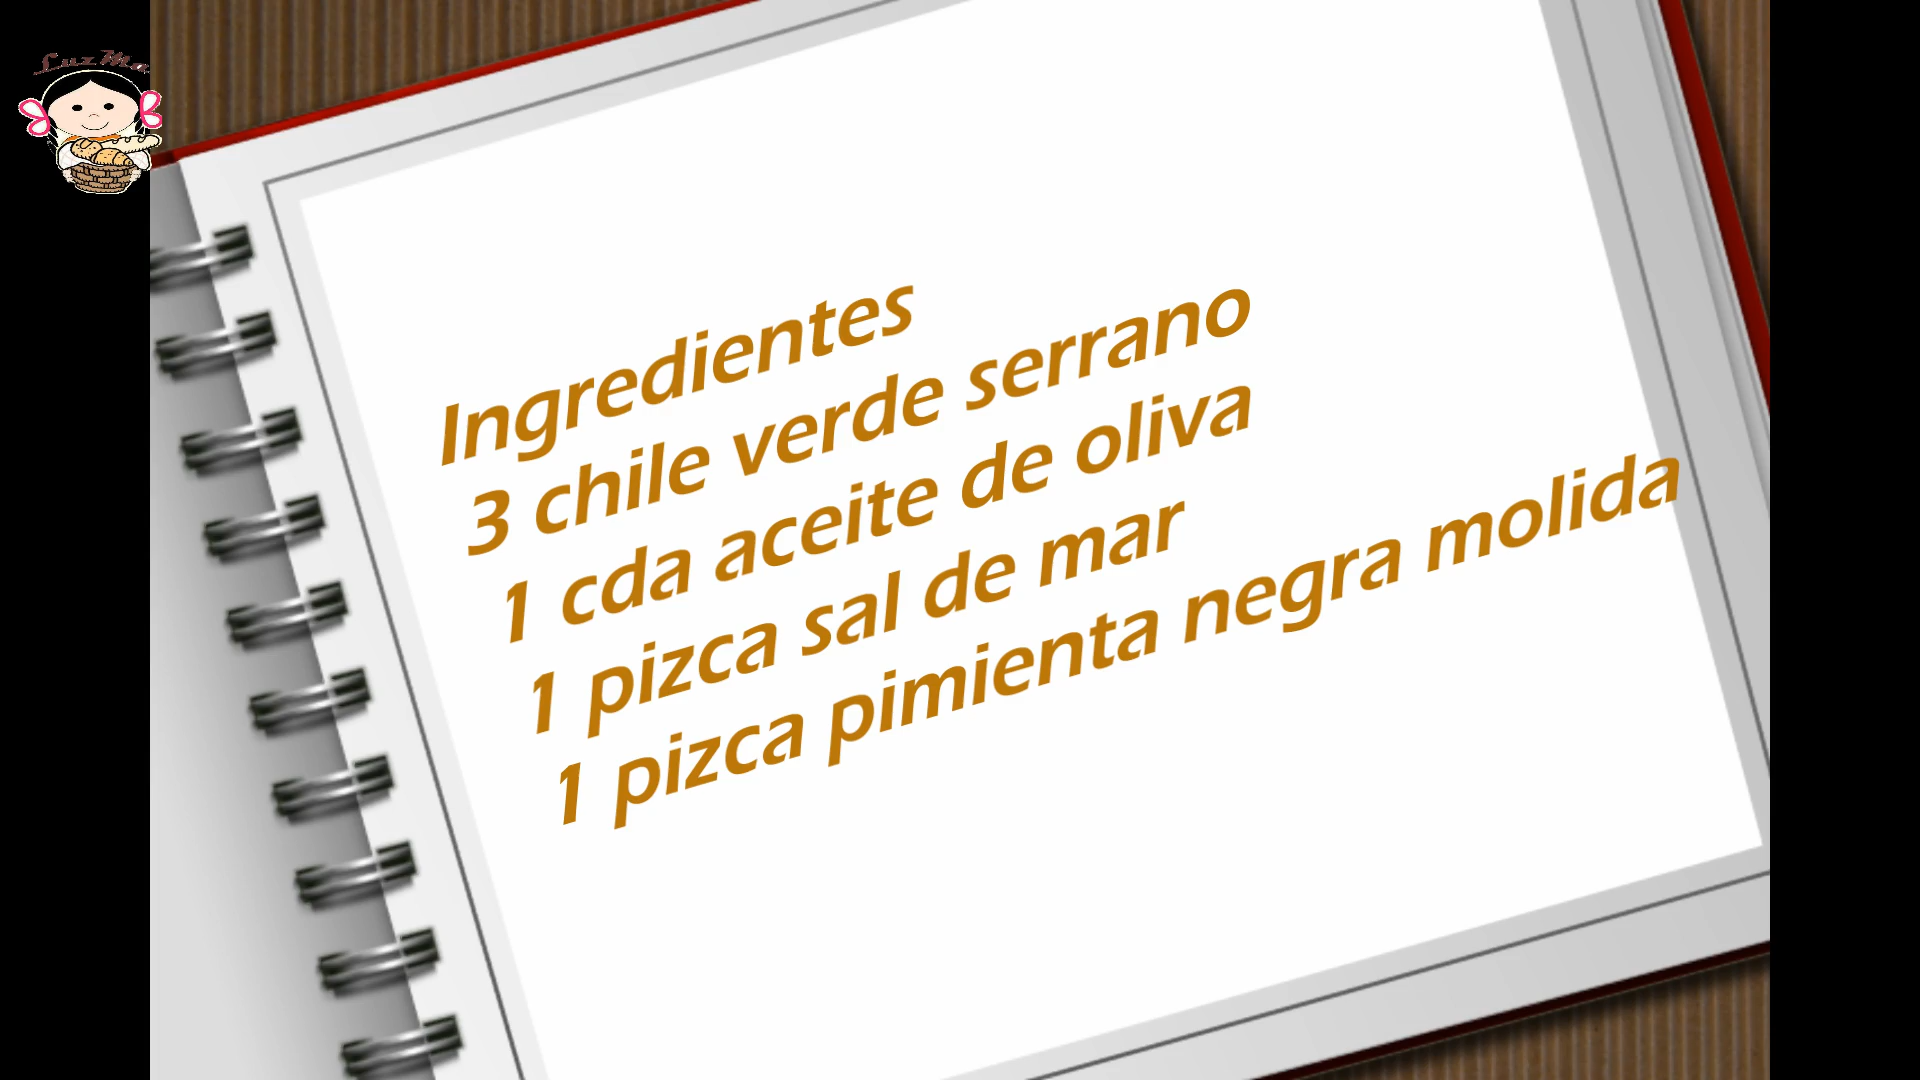 LuzMa
Ingredientes
3 chile verde serrano
1 cda aceite de oliva
1 pizca sal de mar
1 pizca pimienta negra molida